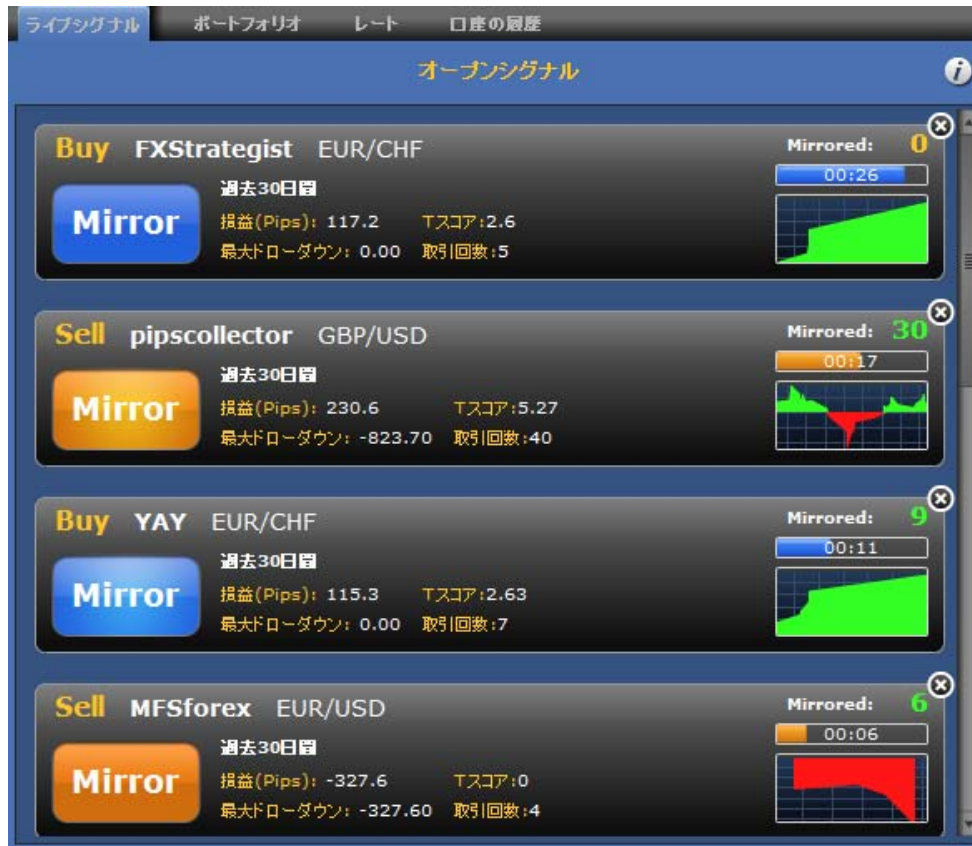 ライブシグナル ポートフォリオ レート 口座の履歴
オープンシグナル
i
Buy FXStrategist EUR/CHF Mirrored: 0
00:26
過去30日間
Mirror
損益(Pips): 117.2 Tスコア:2.6
最大ドローダウン: 0.00 取引回数:5
Sell pipscollector GBP/USD Mirrored: 30
00:17
過去30日間
Mirror
損益(Pips): 230.6 Tスコア:5.27
最大ドローダウン: -823.70 取引回数:40
Buy YAY EUR/CHF Mirrored: 9
00:11
過去30日間
Mirror
損益(Pips): 115.3 Tスコア:2.63
最大ドローダウン: 0.00 取引回数:7
Sell MFSforex EUR/USD Mirrored: 6
00:06
過去30日間
Mirror
損益(Pips): -327.6 Tスコア:0
最大ドローダウン: -327.60 取引回数:4